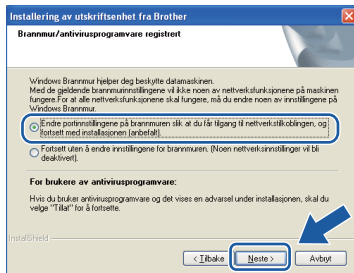 Installering av utskriftsenhet fra Brother
Brannmur/antivirusprogramvare registrert
Windows Brannmur hjelper deg beskytte datamaskinen.
Med de gjeldende brannmurinnstillingene vil ikke noen av nettverksfunksjonene på maskinen
fungere.For at alle nettverksfunksjonene skal fungere, må du endre noen av innstillingene på
Windows Brannmur.
Endre portinnstillingene på brannmuren slik at du får tilgang til nettverkstilkoblingen, og
fortsett med installasjonen (anbefalt).
Fortsett uten å endre innstillingene for brannmuren. (Noen nettverksinnstillinger vil bli
deaktivert).
For brukere av antivirusprogramvare:
Hvis du bruker antivirusprogramvare og det vises en advarsel under installasjonen, skal du
velge "Tillat" for å fortsette.
InstallShield
< Tilbake
Neste >
Avbryt